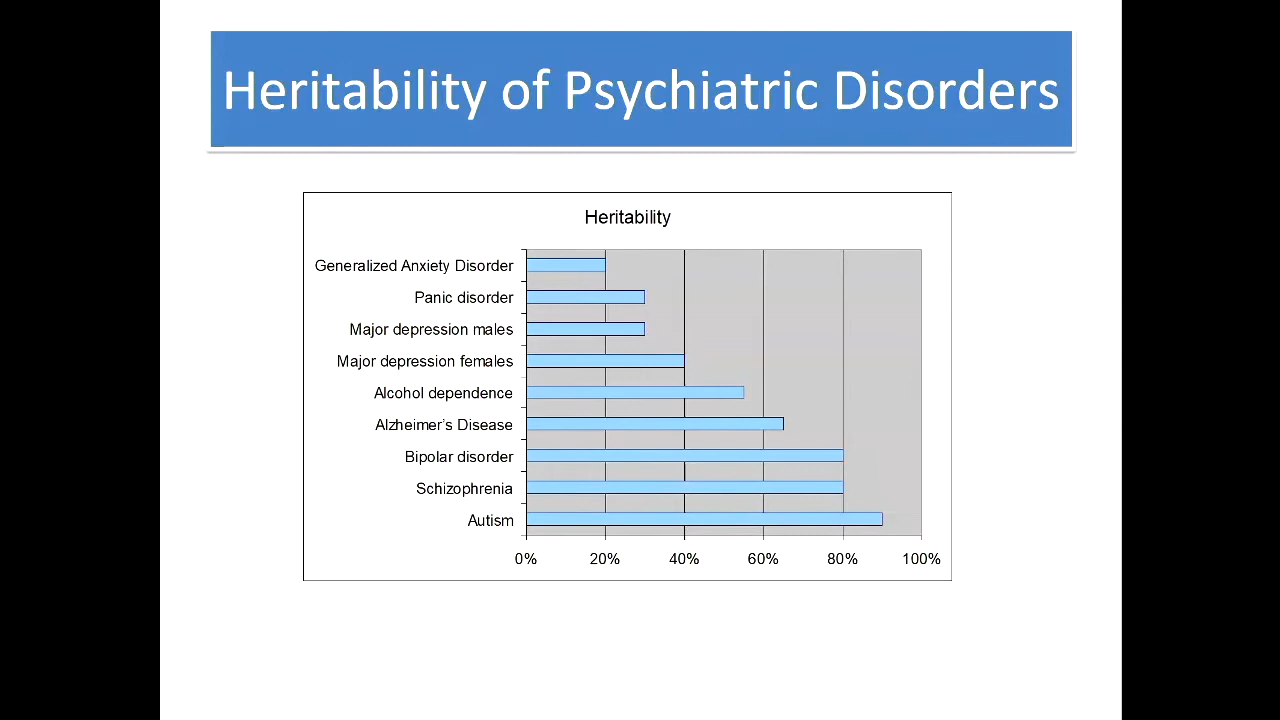 Heritability of Psychiatric Disorders
Heritability
Generalized Anxiety Disorder
Panic disorder
Major depression males
Major depression females
Alcohol dependence
Alzheimer’s Disease
Bipolar disorder
Schizophrenia
Autism
0% 20% 40% 60% 80% 100%